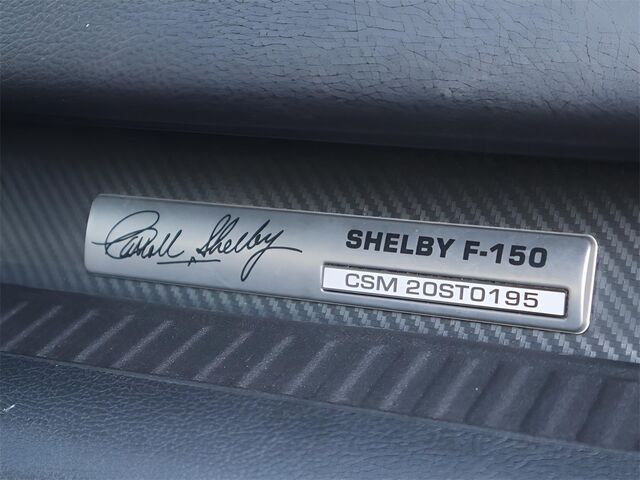 Carroll Shelby
SHELBY F-150
CSM 20ST0195